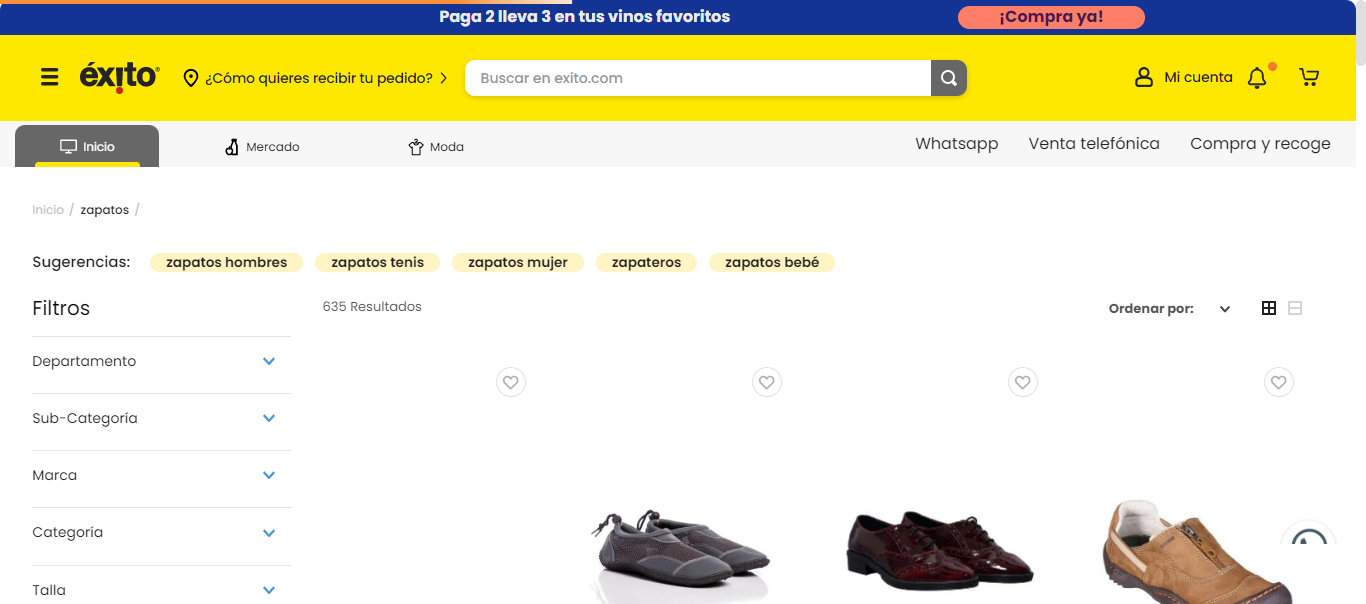 Paga 2 lleva 3 en tus vinos favoritos
¡Compra ya!
éxito
¿Cómo quieres recibir tu pedido?
Buscar en exito.com
Mi cuenta
Inicio
Mercado
Moda
Whatsapp
Venta telefónica
Compra y recoge
Inicio / zapatos /
Sugerencias:
zapatos hombres
zapatos tenis
zapatos mujer
zapateros
zapatos bebé
Filtros
635 Resultados
Ordenar por:
Departamento
Sub-Categoría
Marca
Categoría
Talla